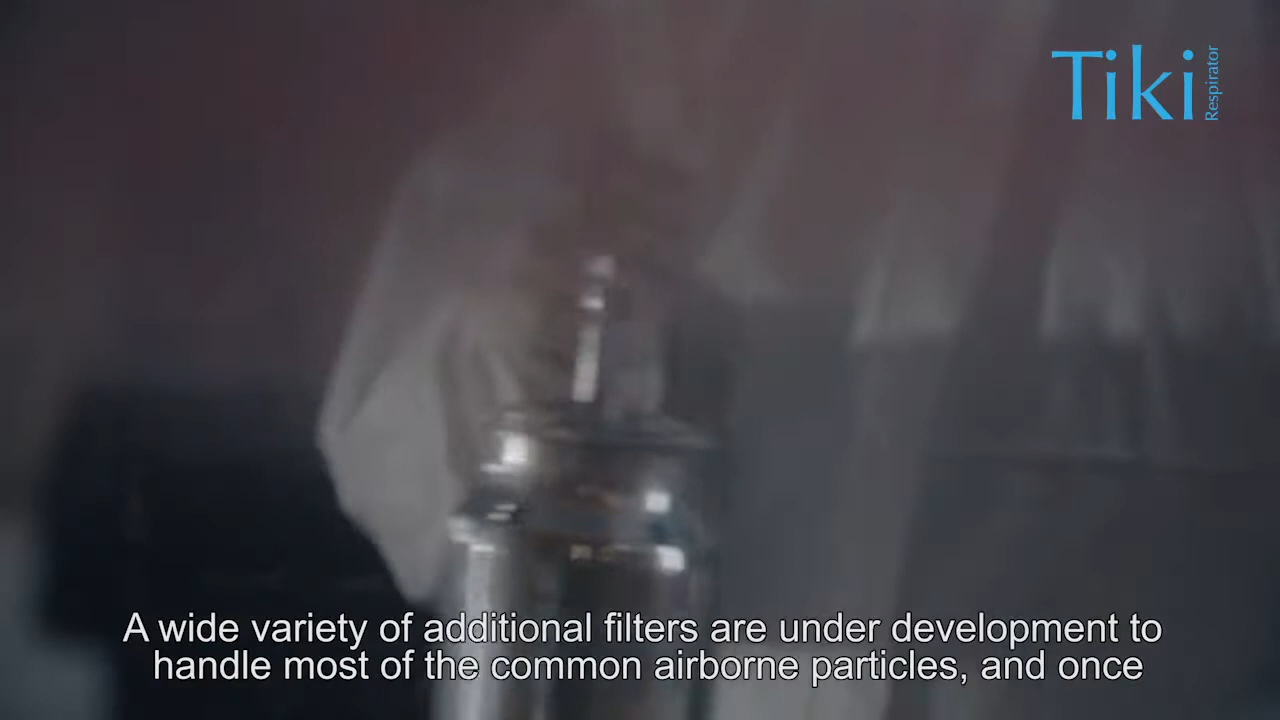 Tiki
Respirator
A wide variety of additional filters are under development to
handle most of the common airborne particles, and once